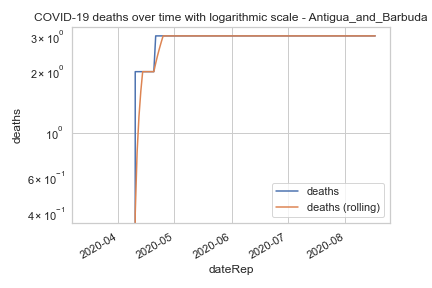 COVID-19 deaths over time with logarithmic scale - Antigua_and_Barbuda
3 × 10⁰
2 × 10⁰
10⁰
6 × 10⁻¹
4 × 10⁻¹
deaths
deaths
deaths (rolling)
2020-04
2020-05
2020-06
2020-07
2020-08
dateRep